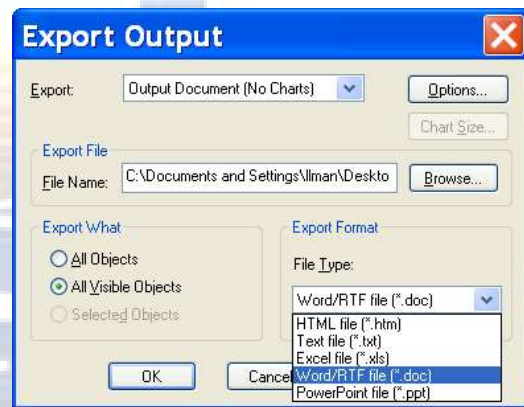 Export Output
Export: Output Document (No Charts) Options...
Chart Size...
Export File
File Name: C:\Documents and Settings\Ilman\Deskto Browse...
Export What
All Objects
All Visible Objects
Selected Objects
Export Format
File Type:
Word/RTF file (*.doc)
HTML file (*.htm)
Text file (*.txt)
Excel file (*.xls)
Word/RTF file (*.doc)
PowerPoint file (*.ppt)
OK Cancel